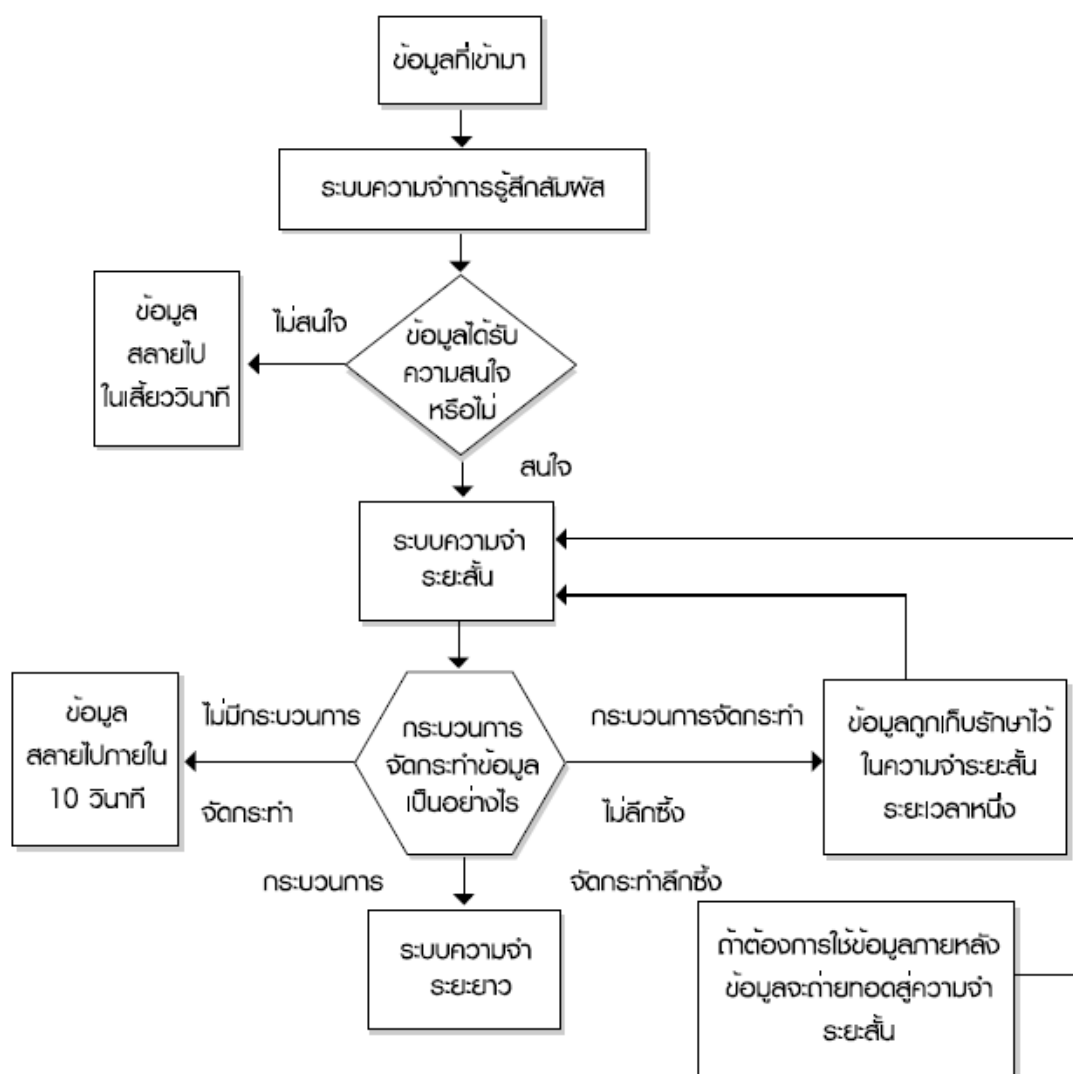 ข้อมูลที่เข้ามา
ระบบความจำการรู้สึกสัมผัส
ข้อมูล
สลายไป
ในเสี้ยววินาที
ไม่สนใจ
ข้อมูลได้รับ
ความสนใจ
หรือไม่
สนใจ
ระบบความจำ
ระยะสั้น
ข้อมูล
สลายไปภายใน
10 วินาที
ไม่มีกระบวนการ
จัดกระทำ
กระบวนการ
จัดกระทำข้อมูล
เป็นอย่างไร
กระบวนการจัดกระทำ
ไม่ลึกซึ้ง
ข้อมูลถูกเก็บรักษาไว้
ในความจำระยะสั้น
ระยะเวลาหนึ่ง
กระบวนการ
จัดกระทำลึกซึ้ง
ระบบความจำ
ระยะยาว
ถ้าต้องการใช้ข้อมูลภายหลัง
ข้อมูลจะถ่ายทอดสู่ความจำ
ระยะสั้น